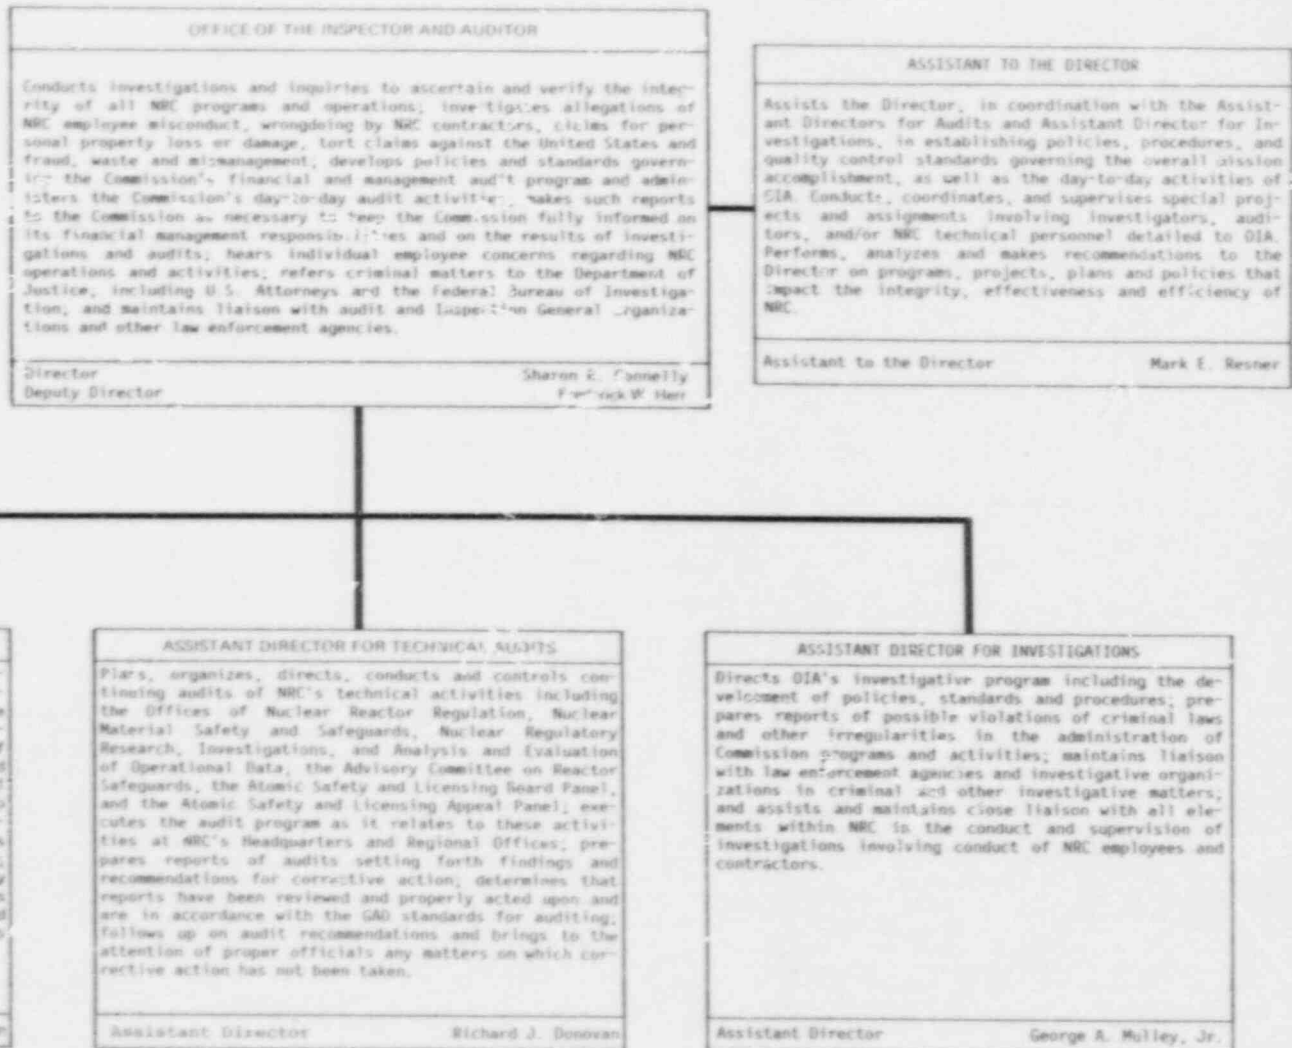 OFFICE OF THE INSPECTOR AND AUDITOR
Conducts investigations and inquiries to ascertain and verify the integ-
rity of all NRC programs and operations; investigates allegations of
NRC employee misconduct, wrongdoing by NRC contractors, claims for per-
sonal property loss or damage, tort claims against the United States and
fraud, waste and mismanagement, develops policies and standards govern-
ing the Commission's financial and management audit program and admin-
isters the Commission's day-to-day audit activities, makes such reports
to the Commission as necessary to keep the Commission fully informed on
its financial management responsibilities and on the results of investi-
gations and audits; hears individual employee concerns regarding NRC
operations and activities; refers criminal matters to the Department of
Justice, including U.S. Attorneys and the Federal Bureau of Investiga-
tion; and maintains liaison with audit and General organiza-
tions and other law enforcement agencies.
Director Sharon R. Connelly
Deputy Director Frederick W. Herr
ASSISTANT TO THE DIRECTOR
Assists the Director, in coordination with the Assist-
ant Directors for Audits and Assistant Director for In-
vestigations, in establishing policies, procedures, and
quality control standards governing the overall mission
accomplishment, as well as the day-to-day activities of
OIA. Conducts, coordinates, and supervises special proj-
ects and assignments involving investigators, audi-
tors, and/or NRC technical personnel detailed to OIA.
Performs, analyzes and makes recommendations to the
Director on programs, projects, plans and policies that
impact the integrity, effectiveness and efficiency of
NRC.
Assistant to the Director Mark E. Resner
ASSISTANT DIRECTOR FOR TECHNICAL AUDITS
Plans, organizes, directs, conducts and controls con-
tinuing audits of NRC's technical activities including
the Offices of Nuclear Reactor Regulation, Nuclear
Material Safety and Safeguards, Nuclear Regulatory
Research, Investigations, and Analysis and Evaluation
of Operational Data, the Advisory Committee on Reactor
Safeguards, the Atomic Safety and Licensing Board Panel,
and the Atomic Safety and Licensing Appeal Panel; exe-
cutes the audit program as it relates to these activi-
ties at NRC's Headquarters and Regional Offices; pre-
pares reports of audits setting forth findings and
recommendations for corrective action; determines that
reports have been reviewed and properly acted upon and
are in accordance with the GAO standards for auditing;
follows up on audit recommendations and brings to the
attention of proper officials any matters on which cor-
rective action has not been taken.
Assistant Director Richard J. Donovan
ASSISTANT DIRECTOR FOR INVESTIGATIONS
Directs OIA's investigative program including the de-
velopment of policies, standards and procedures; pre-
pares reports of possible violations of criminal laws
and other irregularities in the administration of
Commission programs and activities; maintains liaison
with law enforcement agencies and investigative organi-
zations in criminal and other investigative matters;
and assists and maintains close liaison with all ele-
ments within NRC in the conduct and supervision of
investigations involving conduct of NRC employees and
contractors.
Assistant Director George A. Mulley, Jr.